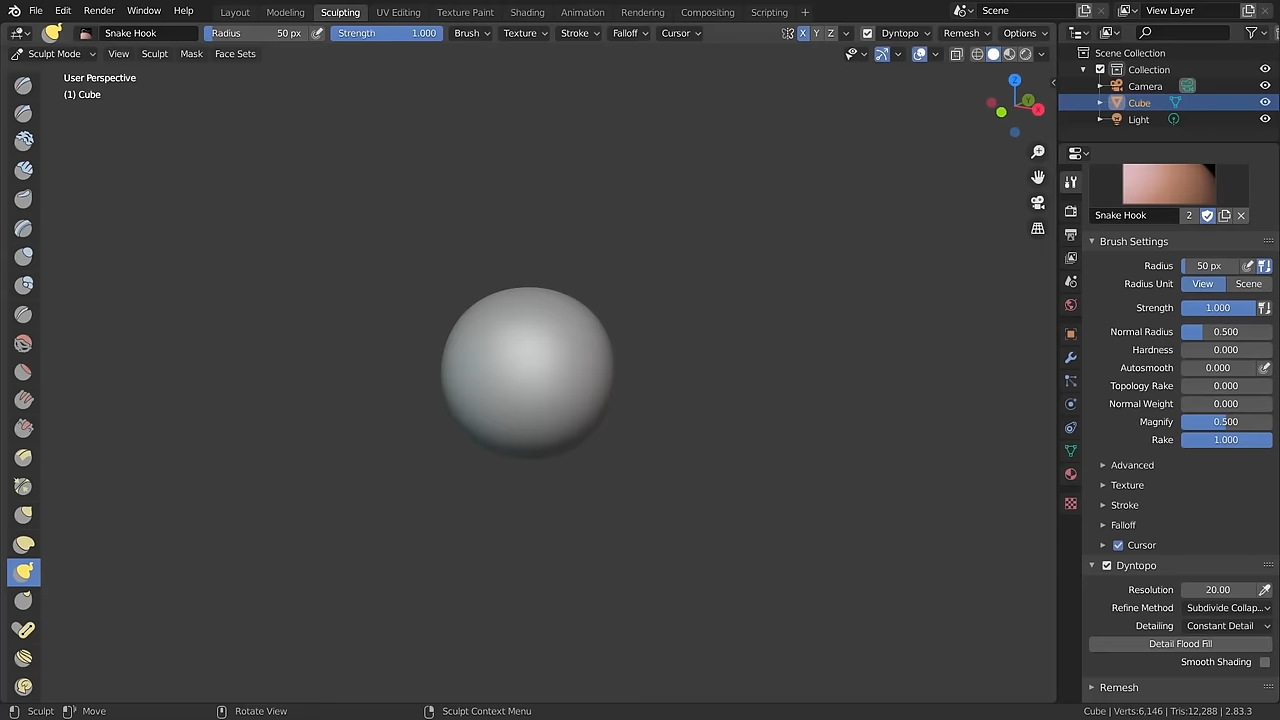 File Edit Render Window Help Layout Modeling Sculpting UV Editing Texture Paint Shading Animation Rendering Compositing Scripting + Scene View Layer
Snake Hook Radius 50 px Strength 1.000 Brush Texture Stroke Falloff Cursor X Y Z Dyntopo Remesh Options
Sculpt Mode View Sculpt Mask Face Sets
User Perspective
(1) Cube
Z
Y
X
Scene Collection
Collection
Camera
Cube
Light
Snake Hook 2
Brush Settings
Radius 50 px
Radius Unit View Scene
Strength 1.000
Normal Radius 0.500
Hardness 0.000
Autosmooth 0.000
Topology Rake 0.000
Normal Weight 0.000
Magnify 0.500
Rake 1.000
Advanced
Texture
Stroke
Falloff
Cursor
Dyntopo
Resolution 20.00
Refine Method Subdivide Collap...
Detailing Constant Detail
Detail Flood Fill
Smooth Shading
Remesh
Sculpt Move Rotate View Sculpt Context Menu Cube | Verts:6,146 | Tris:12,288 | 2.83.3